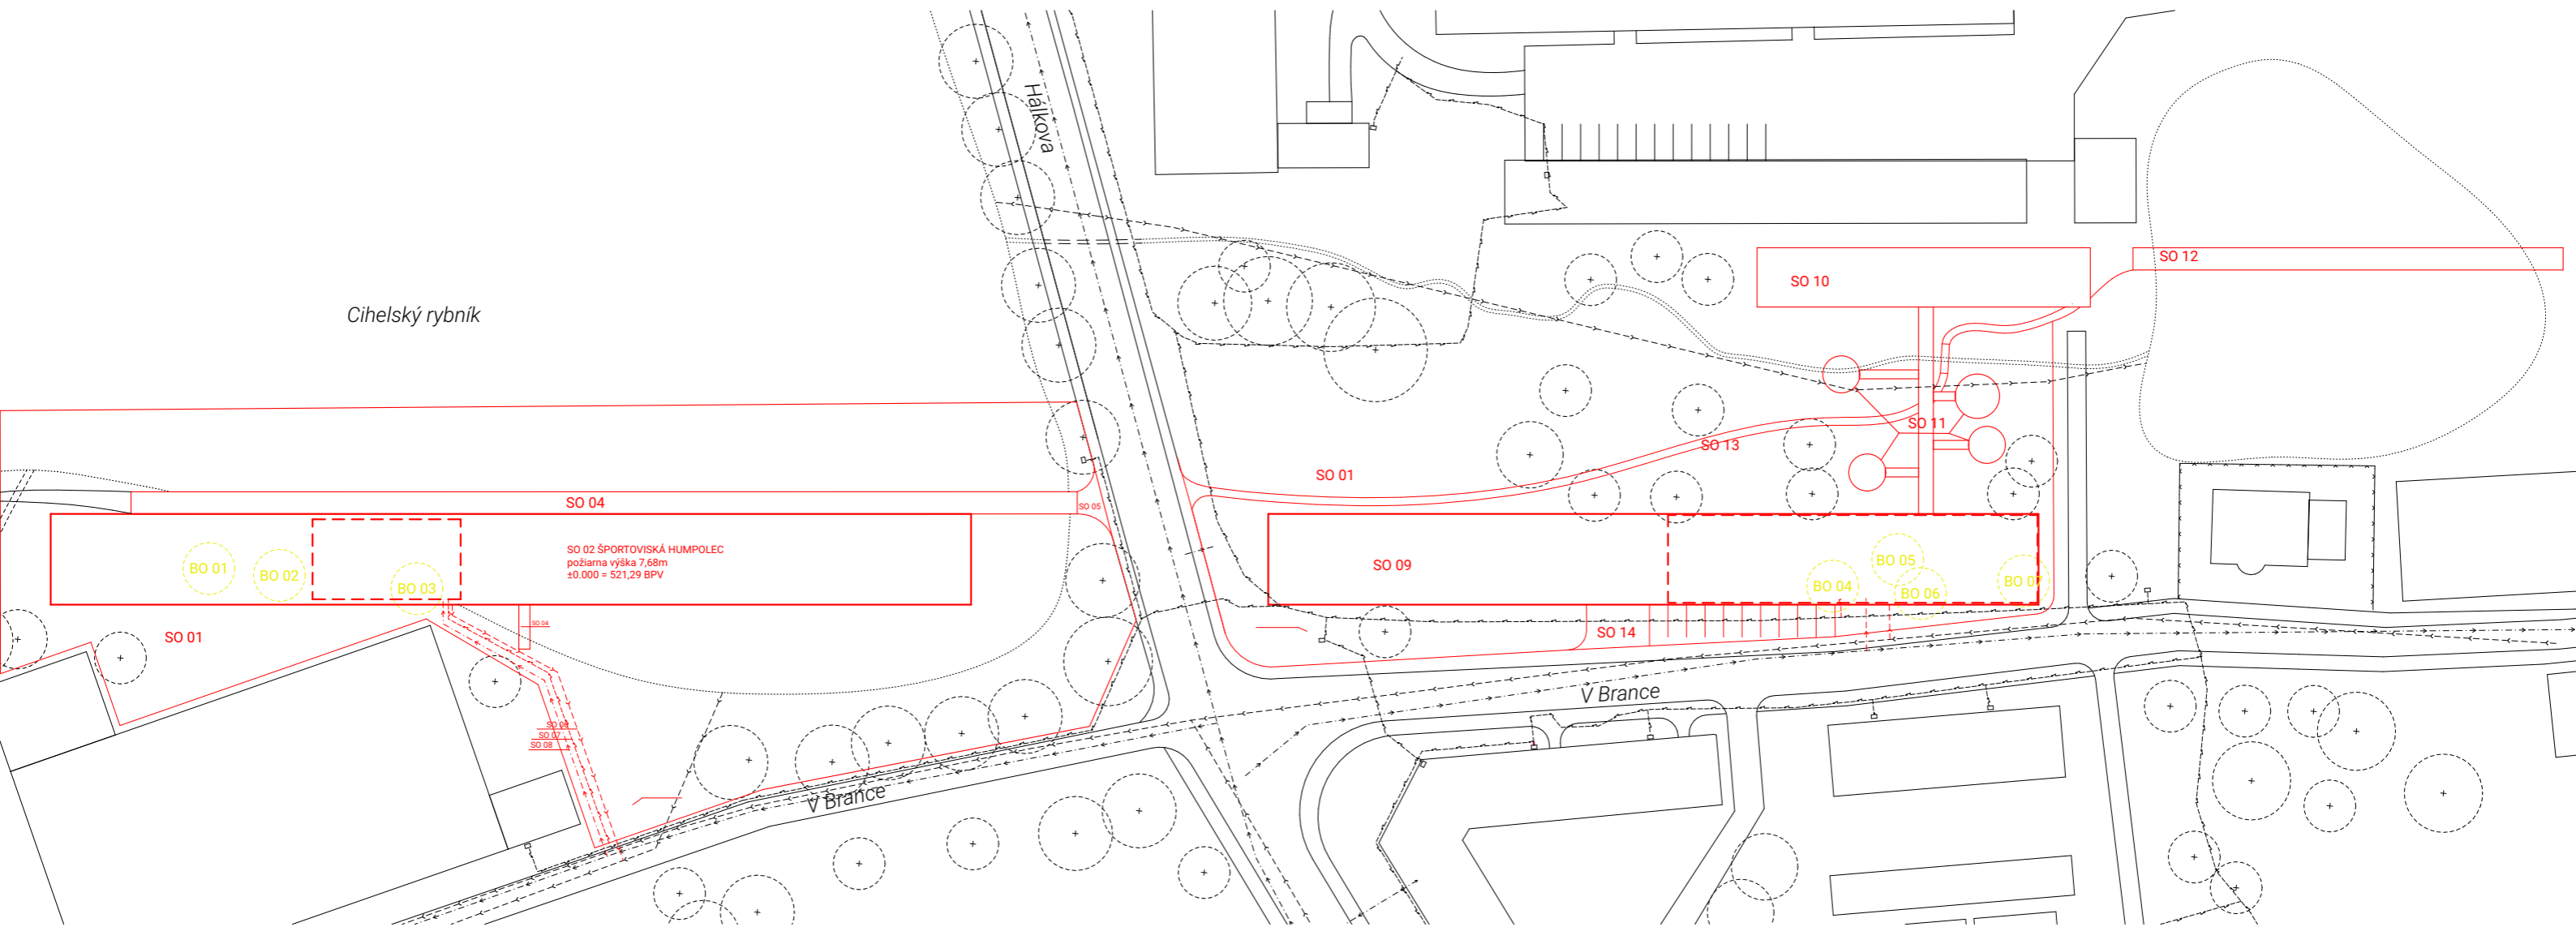 Hálkova
SO 12
SO 10
Cihelský rybník
SO 11
SO 13
SO 01
SO 04
SO 05
SO 02 ŠPORTOVISKÁ HUMPOLEC
požiarna výška 7,68m
±0.000 = 521,29 BPV
SO 09
BO 01
BO 02
BO 03
BO 04
BO 05
BO 06
BO 07
SO 04
SO 01
SO 14
V Brance
SO 07
SO 08
V Brance